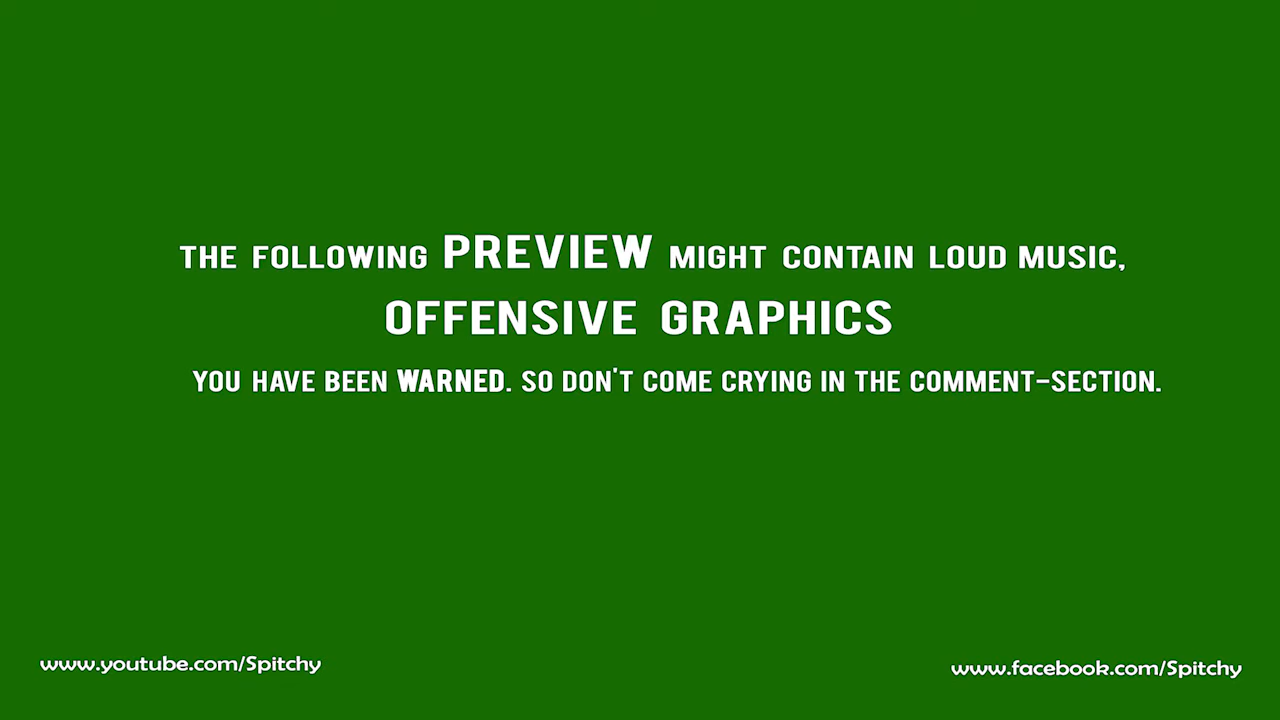 THE FOLLOWING PREVIEW MIGHT CONTAIN LOUD MUSIC,
OFFENSIVE GRAPHICS
YOU HAVE BEEN WARNED. SO DON'T COME CRYING IN THE COMMENT-SECTION.
www.youtube.com/Spitchy
www.facebook.com/Spitchy